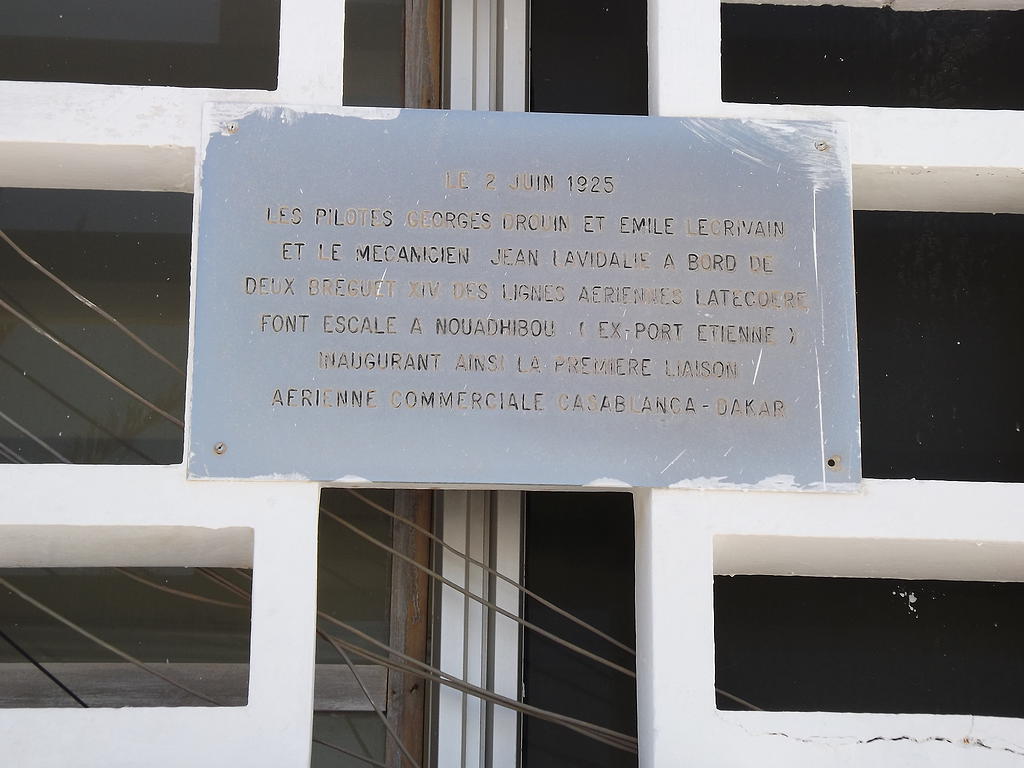 LE 2 JUIN 1925
LES PILOTES GEORGES DROUIN ET EMILE LECRIVAIN
ET LE MECANICIEN JEAN LAVIDALIE A BORD DE
DEUX BREGUET XIV DES LIGNES AERIENNES LATECOERE
FONT ESCALE A NOUADHIBOU ( EX-PORT ETIENNE )
INAUGURANT AINSI LA PREMIERE LIAISON
AERIENNE COMMERCIALE CASABLANCA - DAKAR